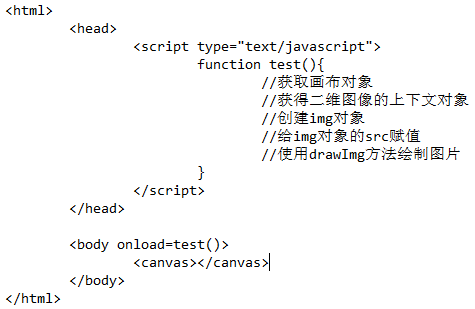 <html>
<head>
<script type="text/javascript">
function test(){
//获取画布对象
//获得二维图像的上下文对象
//创建img对象
//给img对象的src赋值
//使用drawImg方法绘制图片
}
</script>
</head>
<body onload=test()>
<canvas></canvas>
</body>
</html>